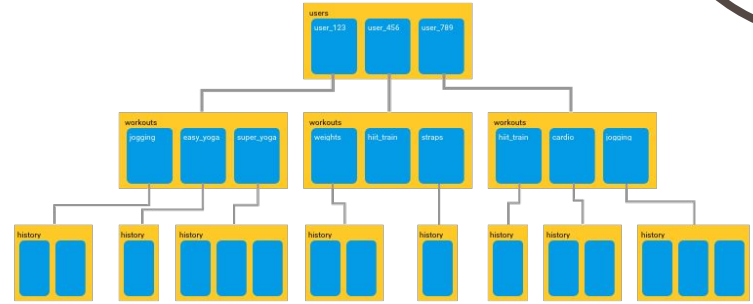 users
user_123 user_456 user_789
workouts workouts workouts
jogging easy_yoga super_yoga weights hiit_train straps hiit_train cardio jogging
history history history history history history history history